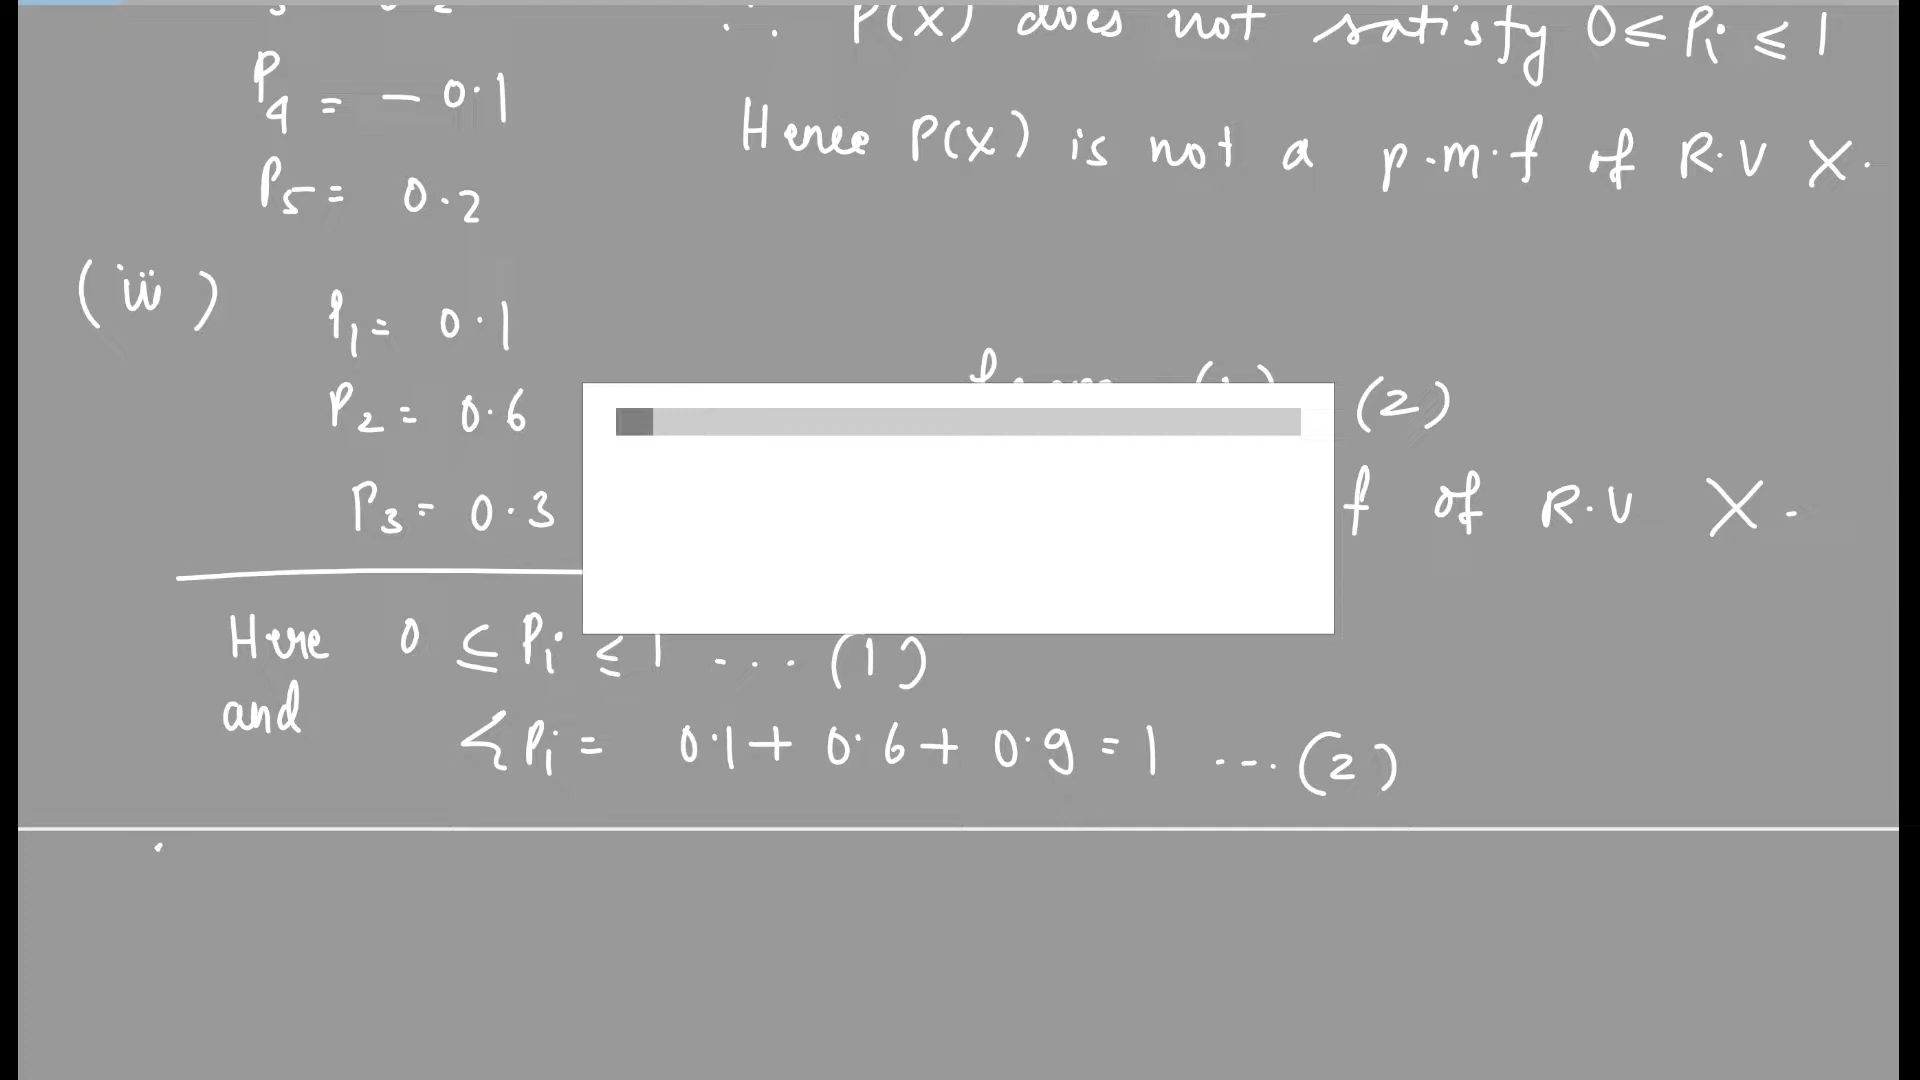 ∴ P(X) does not satisfy 0 ≤ Pi ≤ 1
P4 = - 0.1
Hence P(X) is not a p.m.f of R.V X.
P5 = 0.2
(iii)
P1 = 0.1
P2 = 0.6
(2)
P3 = 0.3
f of R.V X.
Here 0 ≤ Pi ≤ 1 ... (1)
and
ΣPi = 0.1 + 0.6 + 0.9 = 1 ... (2)